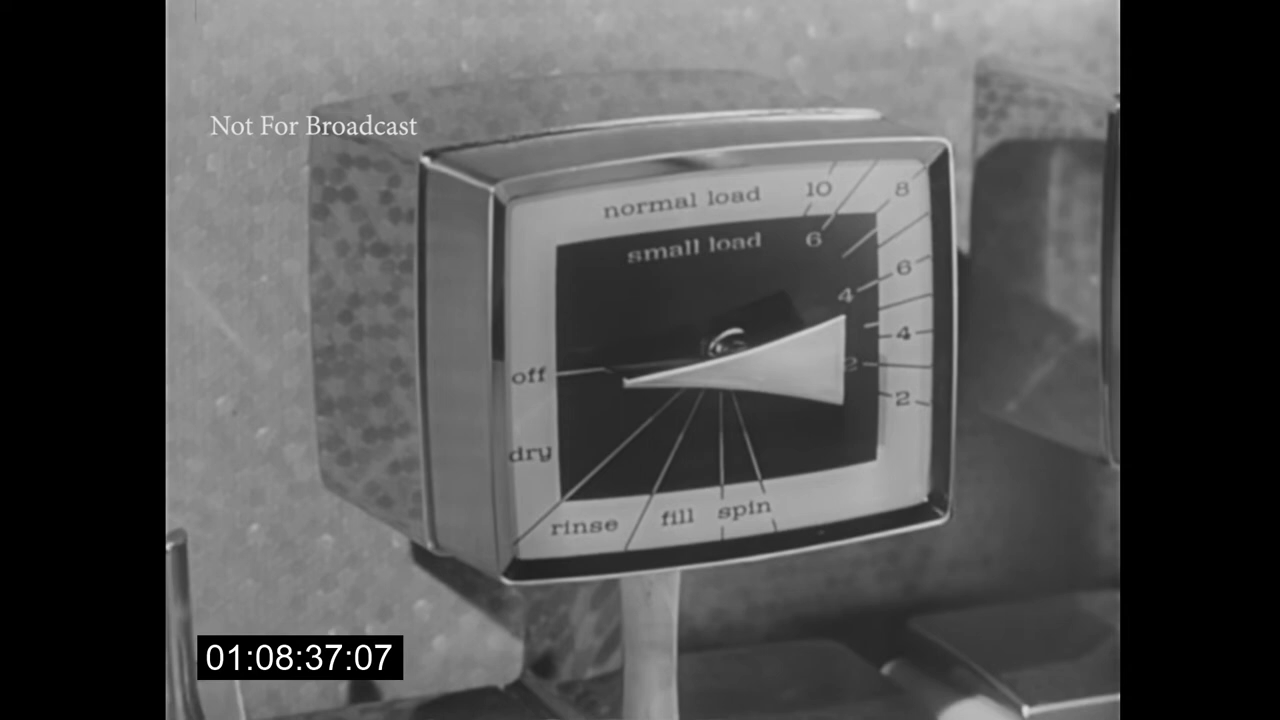 Not For Broadcast
normal load 10 8
small load 6
6
4
4
2
off
2
dry
rinse fill spin
01:08:37:07